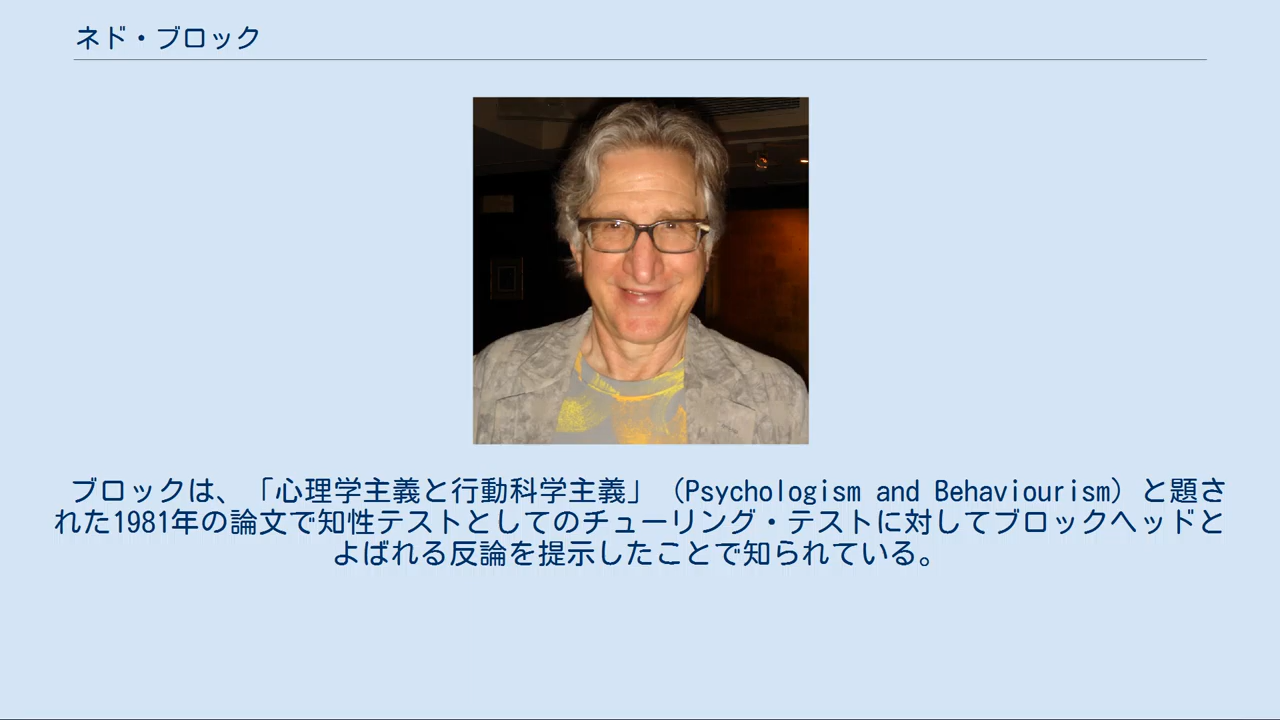 ネド・ブロック
ブロックは、「心理学主義と行動科学主義」（Psychologism and Behaviourism）と題さ
れた1981年の論文で知性テストとしてのチューリング・テストに対してブロックヘッドと
よばれる反論を提示したことで知られている。